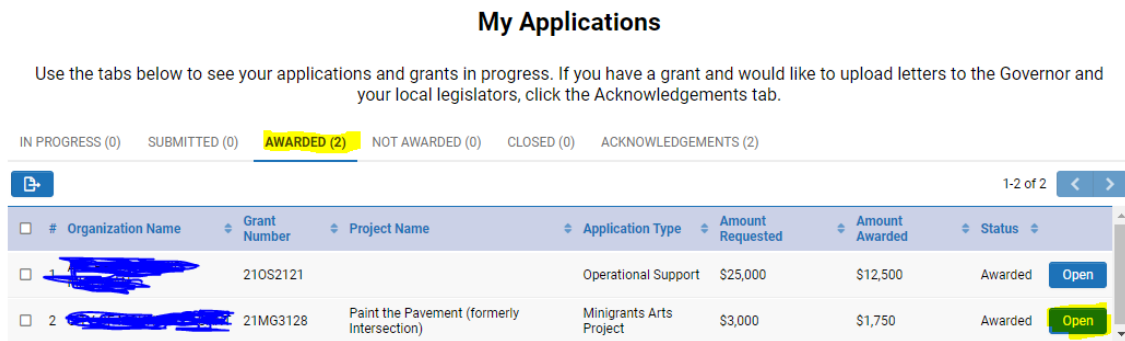 My Applications
Use the tabs below to see your applications and grants in progress. If you have a grant and would like to upload letters to the Governor and
your local legislators, click the Acknowledgements tab.
IN PROGRESS (0) SUBMITTED (0) AWARDED (2) NOT AWARDED (0) CLOSED (0) ACKNOWLEDGEMENTS (2)
1-2 of 2
# Organization Name Grant Number Project Name Application Type Amount Requested Amount Awarded Status
1 21OS2121 Operational Support $25,000 $12,500 Awarded Open
2 21MG3128 Paint the Pavement (formerly Intersection) Minigrants Arts Project $3,000 $1,750 Awarded Open